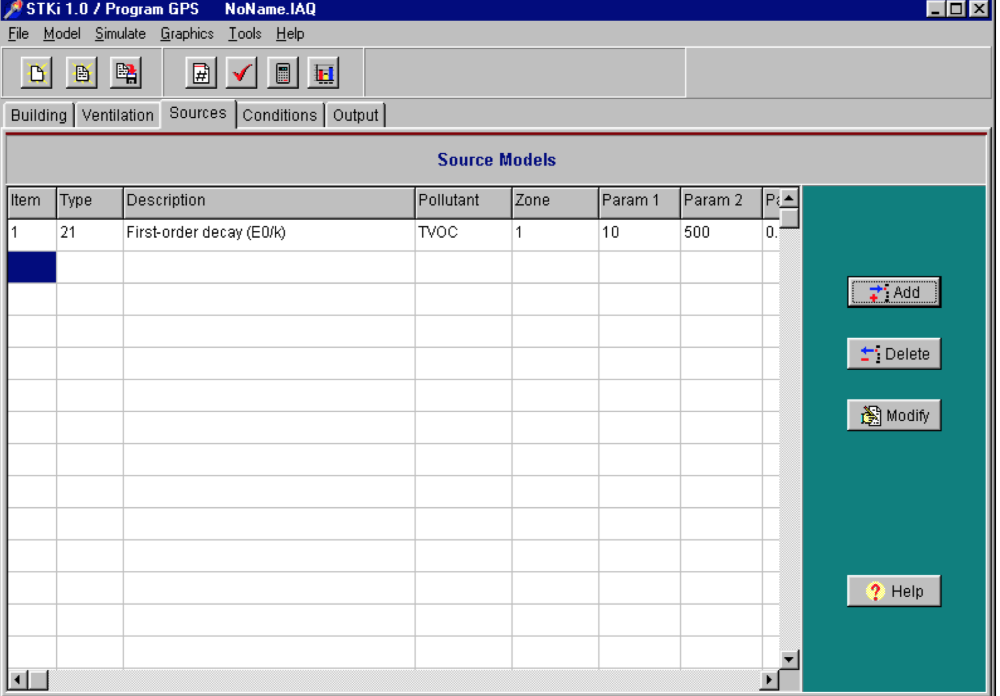 STKi 1.0 / Program GPS NoName.IAQ
File Model Simulate Graphics Tools Help
#
Building Ventilation Sources Conditions Output
Source Models
Item Type Description Pollutant Zone Param 1 Param 2
1 21 First-order decay (E0/k) TVOC 1 10 500 0.
Add
Delete
Modify
? Help